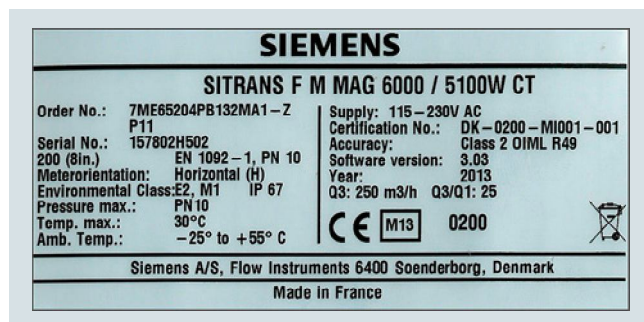 SIEMENS
SITRANS F M MAG 6000 / 5100W CT
Order No.: 7ME65204PB132MA1-Z
P11
Serial No.: 157802H502
200 (8in.) EN 1092-1, PN 10
Meterorientation: Horizontal (H)
Environmental Class:E2, M1 IP 67
Pressure max.: PN10
Temp. max.: 30°C
Amb. Temp.: -25° to +55° C
Supply: 115-230V AC
Certification No.: DK-0200-MI001-001
Accuracy: Class 2 OIML R49
Software version: 3.03
Year: 2013
Q3: 250 m3/h Q3/Q1: 25
CE M13 0200
Siemens A/S, Flow Instruments 6400 Soenderborg, Denmark
Made in France